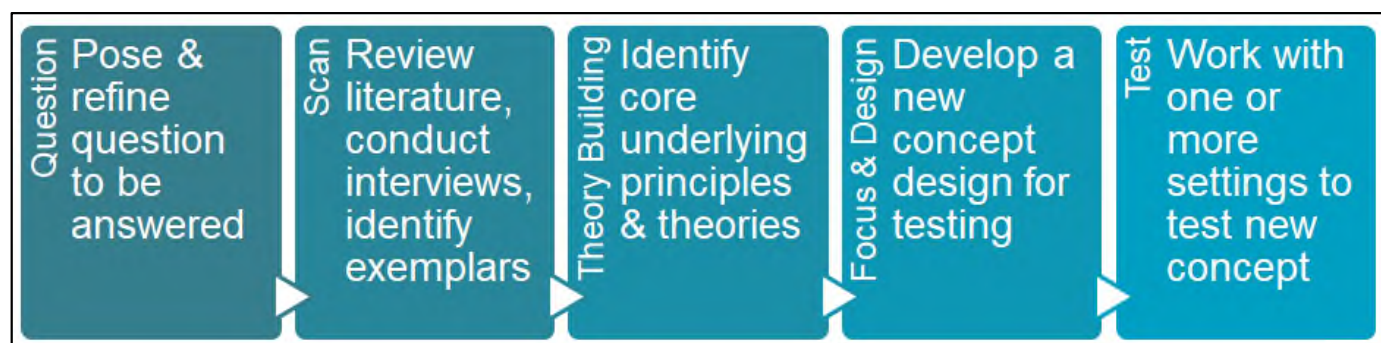 Question
Pose &
refine
question
to be
answered
Scan
Review
literature,
conduct
interviews,
identify
exemplars
Theory Building
Identify
core
underlying
principles
& theories
Focus & Design
Develop a
new
concept
design for
testing
Test
Work with
one or
more
settings to
test new
concept